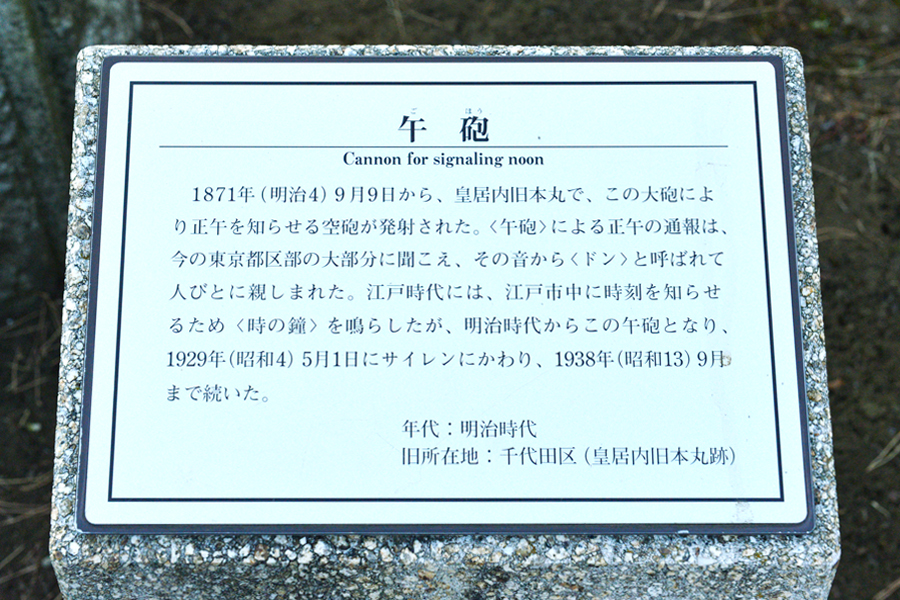 午砲
Cannon for signaling noon
1871年(明治4)9月9日から、皇居内旧本丸で、この大砲によ
り正午を知らせる空砲が発射された。〈午砲〉による正午の通報は、
今の東京都区部の大部分に聞こえ、その音から〈ドン〉と呼ばれて
人びとに親しまれた。江戸時代には、江戸市中に時刻を知らせ
るため〈時の鐘〉を鳴らしたが、明治時代からこの午砲となり、
1929年(昭和4)5月1日にサイレンにかわり、1938年(昭和13)9月
まで続いた。
年代：明治時代
旧所在地：千代田区(皇居内旧本丸跡)